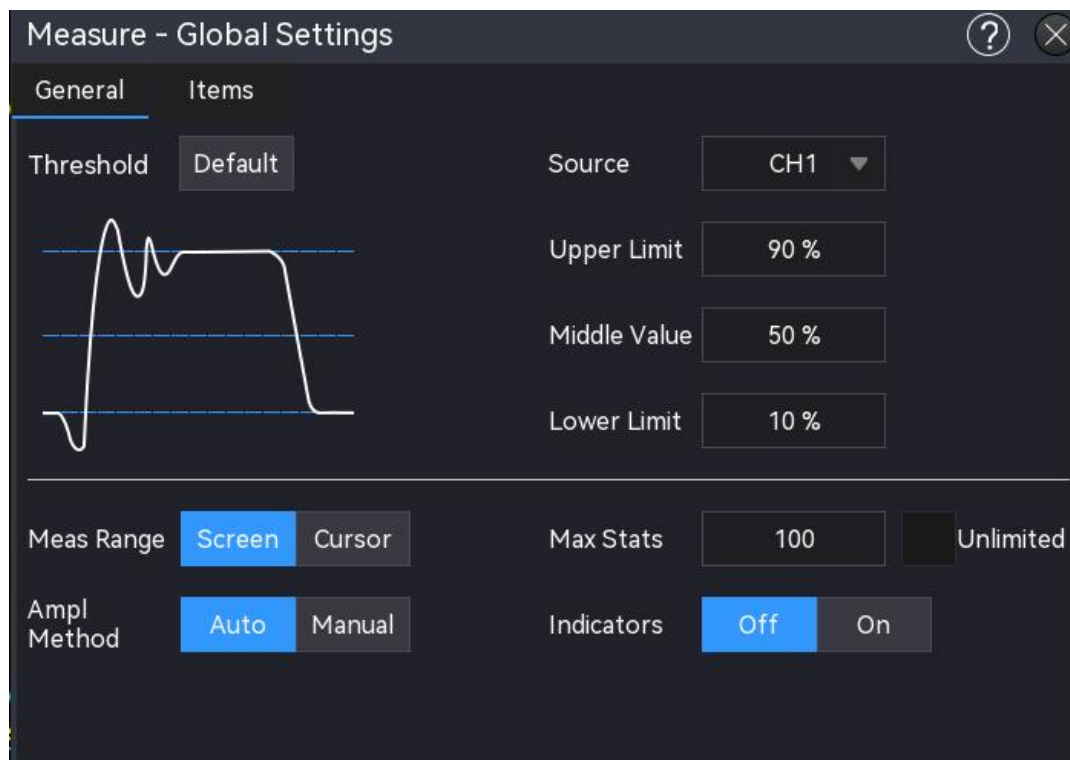 Measure - Global Settings
?
General Items
Threshold Default Source CH1
Upper Limit 90 %
Middle Value 50 %
Lower Limit 10 %
Meas Range Screen Cursor Max Stats 100 Unlimited
Ampl
Method Auto Manual Indicators Off On